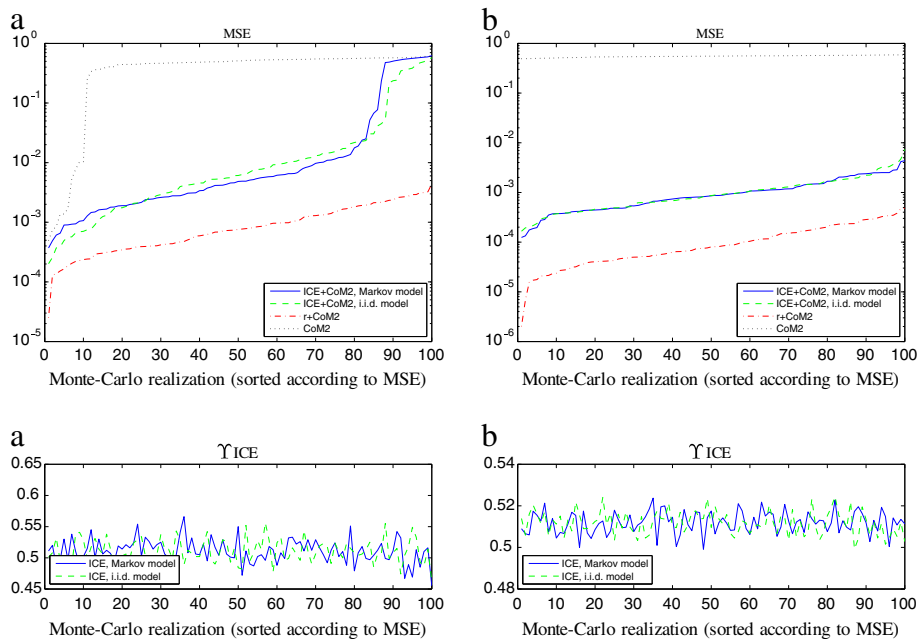 a
MSE
10^0
10^-1
10^-2
10^-3
10^-4
10^-5
ICE+CoM2, Markov model
ICE+CoM2, i.i.d. model
r+CoM2
CoM2
0 10 20 30 40 50 60 70 80 90 100
Monte-Carlo realization (sorted according to MSE)
b
MSE
10^0
10^-1
10^-2
10^-3
10^-4
10^-5
10^-6
ICE+CoM2, Markov model
ICE+CoM2, i.i.d. model
r+CoM2
CoM2
0 10 20 30 40 50 60 70 80 90 100
Monte-Carlo realization (sorted according to MSE)
a
ϒ ICE
0.65
0.6
0.55
0.5
0.45
ICE, Markov model
ICE, i.i.d. model
0 10 20 30 40 50 60 70 80 90 100
Monte-Carlo realization (sorted according to MSE)
b
ϒ ICE
0.54
0.52
0.5
0.48
ICE, Markov model
ICE, i.i.d. model
0 10 20 30 40 50 60 70 80 90 100
Monte-Carlo realization (sorted according to MSE)